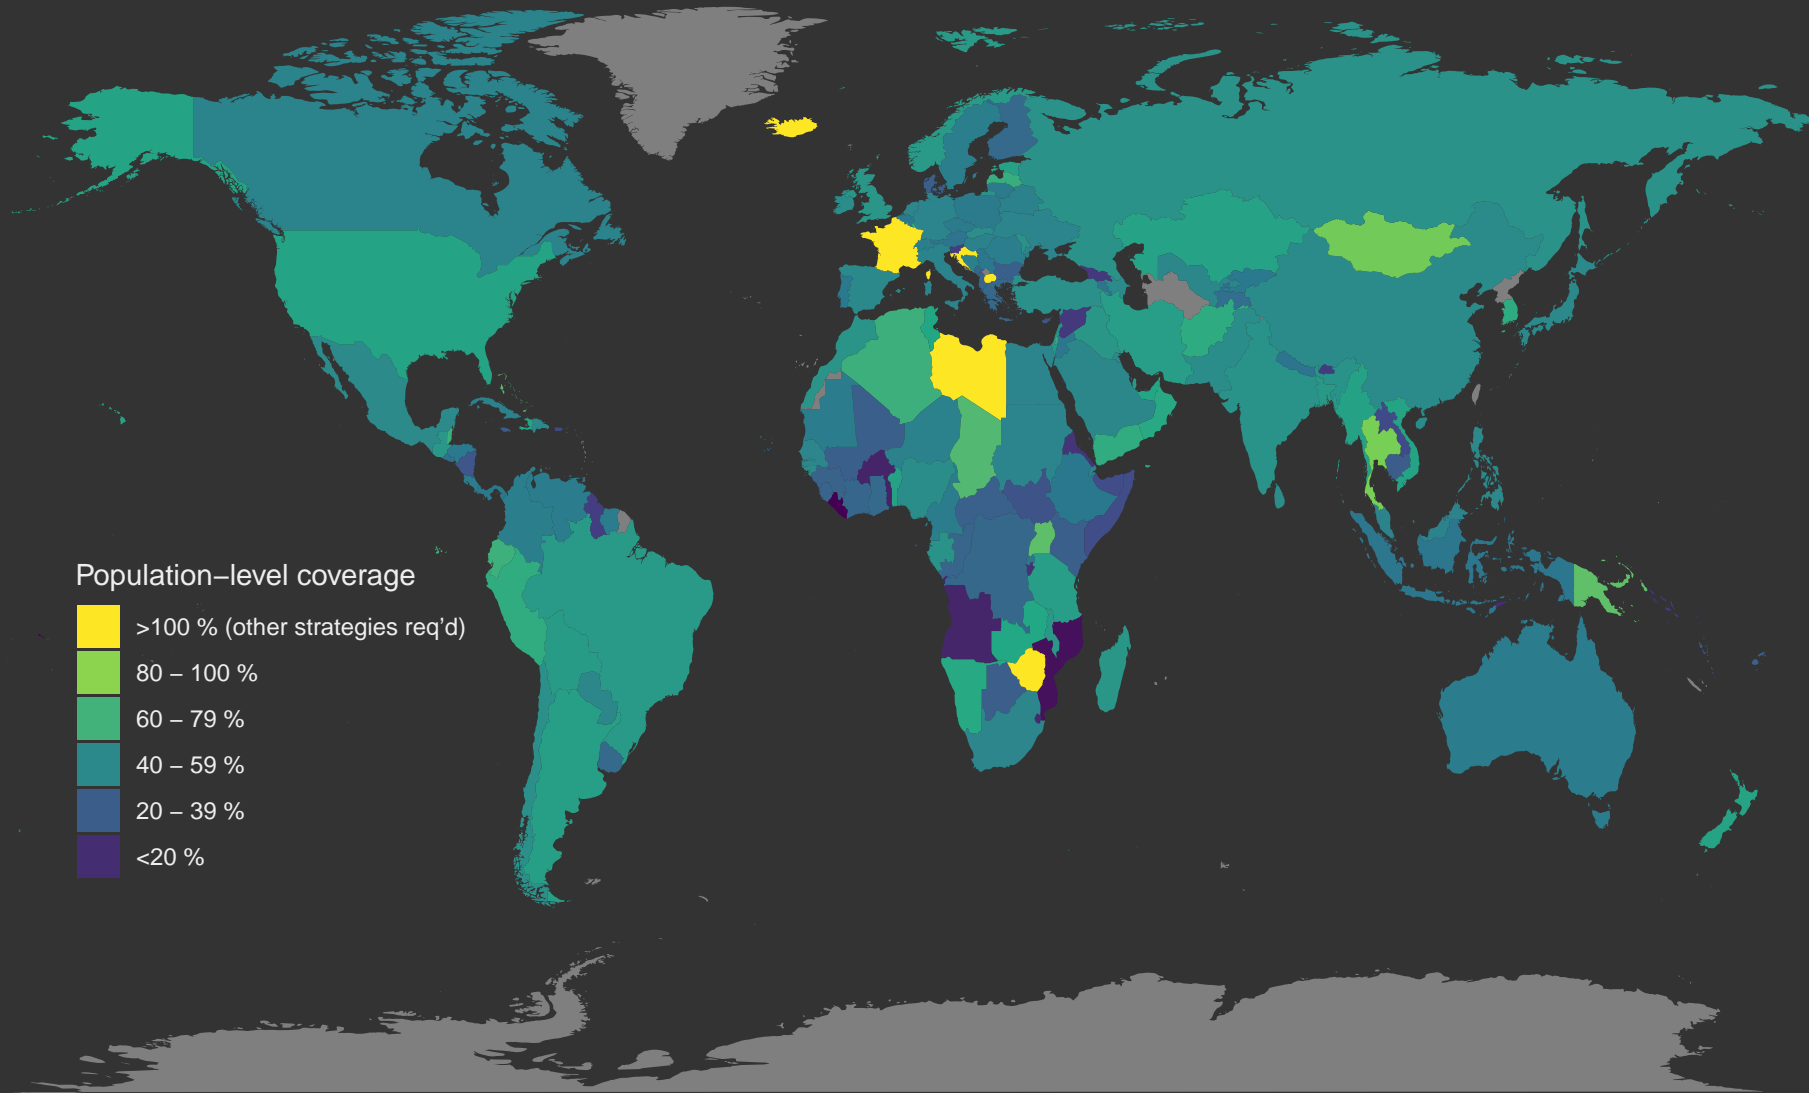 Population−level coverage
>100 % (other strategies req’d)
80 − 100 %
60 − 79 %
40 − 59 %
20 − 39 %
<20 %